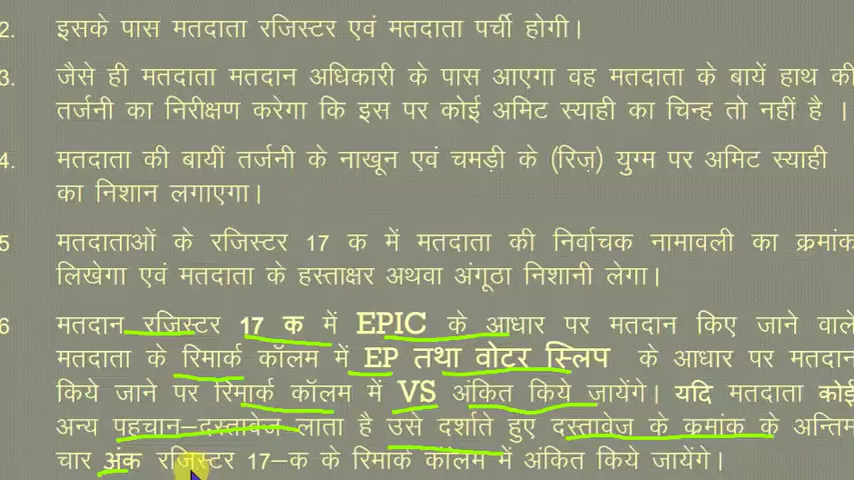 2. इसके पास मतदाता रजिस्टर एवं मतदाता पर्ची होगी।
3. जैसे ही मतदाता मतदान अधिकारी के पास आएगा वह मतदाता के बायें हाथ की
तर्जनी का निरीक्षण करेगा कि इस पर कोई अमिट स्याही का चिन्ह तो नहीं है ।
4. मतदाता की बायीं तर्जनी के नाखून एवं चमड़ी के (रिज़) युग्म पर अमिट स्याही
का निशान लगाएगा।
5 मतदाताओं के रजिस्टर 17 क में मतदाता की निर्वाचक नामावली का क्रमांक
लिखेगा एवं मतदाता के हस्ताक्षर अथवा अंगूठा निशानी लेगा।
6 मतदान रजिस्टर 17 क में EPIC के आधार पर मतदान किए जाने वाले
मतदाता के रिमार्क कॉलम में EP तथा वोटर स्लिप के आधार पर मतदान
किये जाने पर रिमार्क कॉलम में VS अंकित किये जायेंगे। यदि मतदाता कोई
अन्य पहचान–दस्तावेज लाता है उसे दर्शाते हुए दस्तावेज के क्रमांक के अन्तिम
चार अंक रजिस्टर 17–क के रिमार्क कॉलम में अंकित किये जायेंगे।